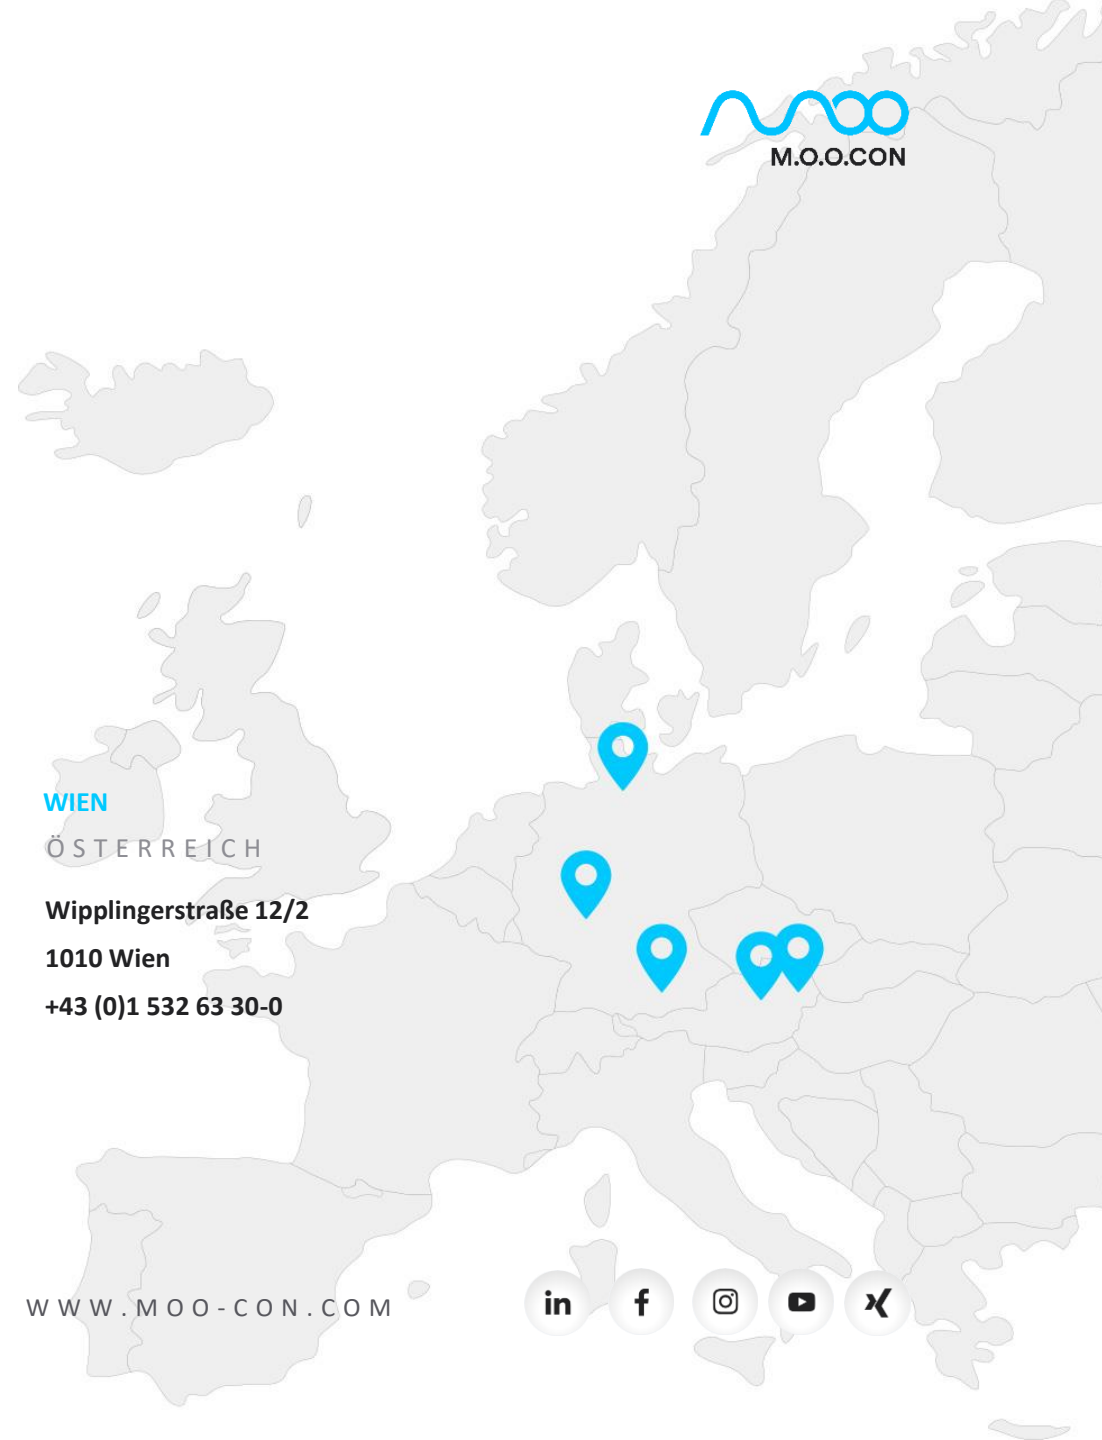 M.O.O.CON
WIEN
ÖSTERREICH
Wipplingerstraße 12/2
1010 Wien
+43 (0)1 532 63 30-0
WWW.MOO-CON.COM
in
f